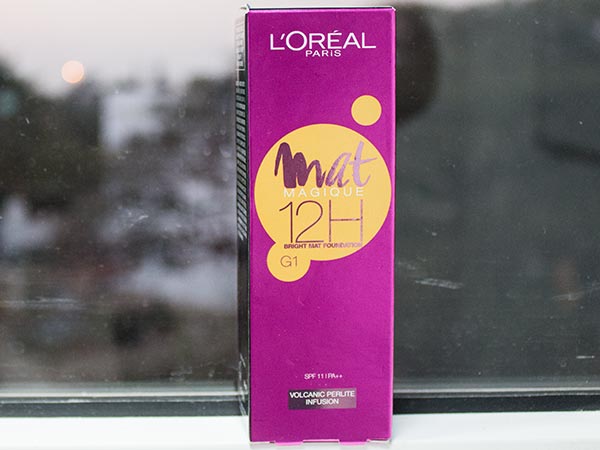 L'ORÉAL
PARIS
mat
MAGIQUE
12H
BRIGHT MAT FOUNDATION
G1
SPF 11 I PA++
VOLCANIC PERLITE
INFUSION